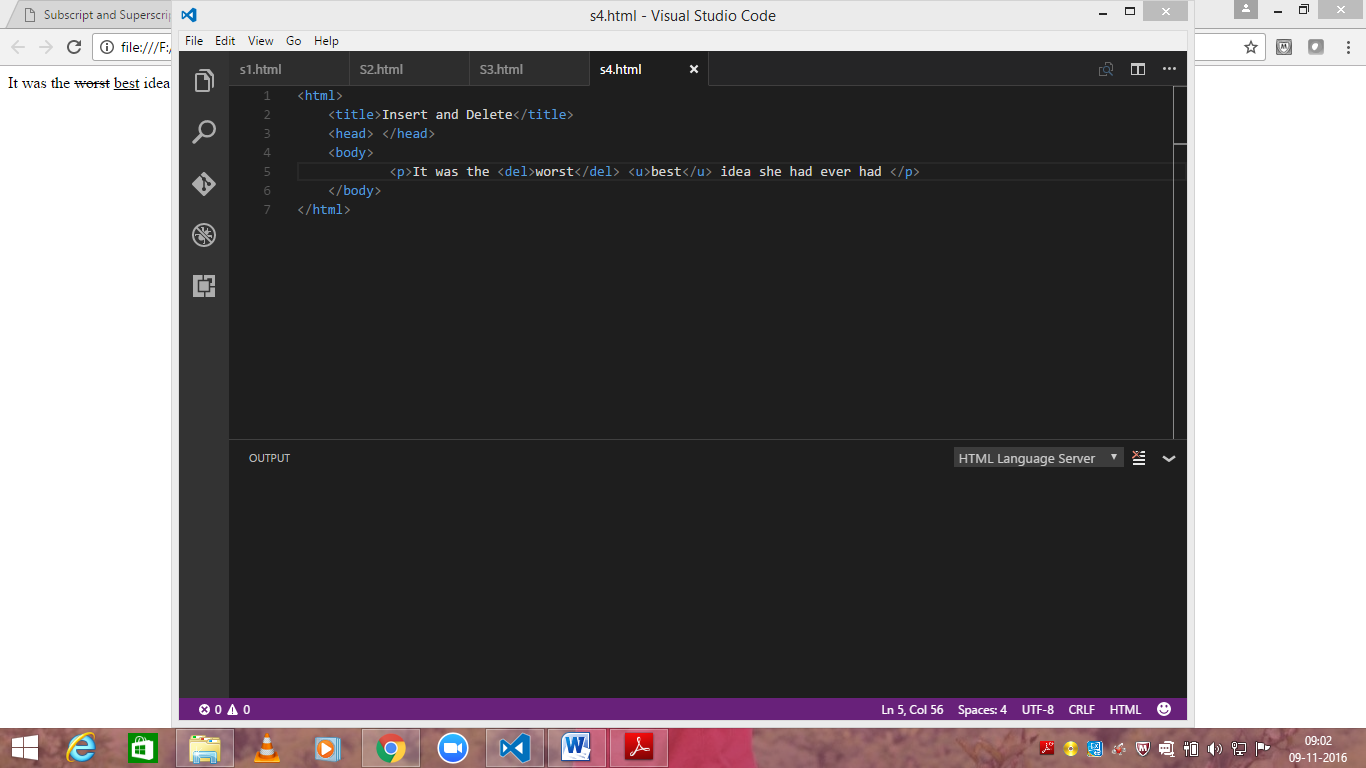 Subscript and Superscri
s4.html - Visual Studio Code
file:///F:/
File Edit View Go Help
It was the worst best idea
s1.html S2.html S3.html s4.html
1 <html>
2 <title>Insert and Delete</title>
3 <head> </head>
4 <body>
5 <p>It was the <del>worst</del> <u>best</u> idea she had ever had </p>
6 </body>
7 </html>
OUTPUT HTML Language Server
0 0 Ln 5, Col 56 Spaces: 4 UTF-8 CRLF HTML
09:02
09-11-2016